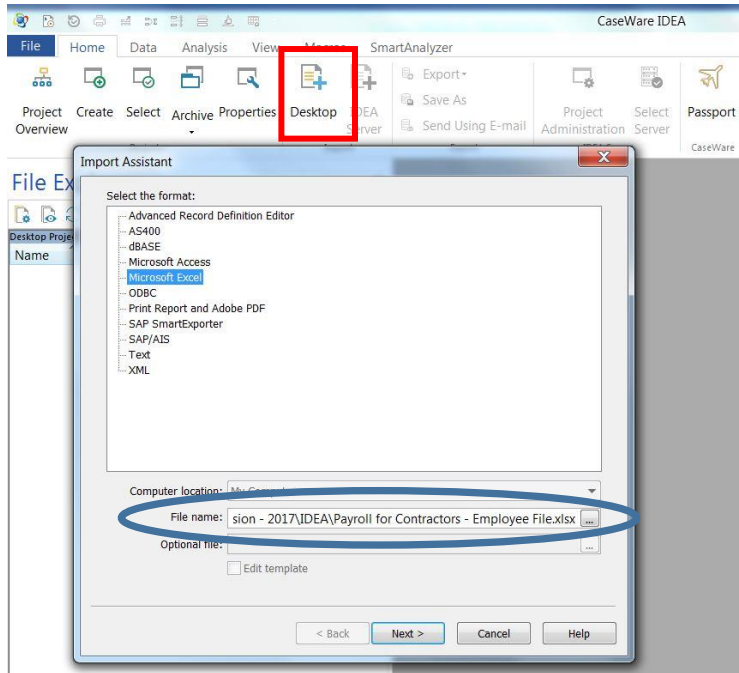 CaseWare IDEA
File Home Data Analysis View Macros SmartAnalyzer
Export
Save As
Send Using E-mail
Project Overview
Create
Select
Archive
Properties
Desktop
IDEA Server
Project Administration
Select Server
Passport
CaseWare
File Ex
Desktop Proje
Name
Import Assistant
X
Select the format:
Advanced Record Definition Editor
AS400
dBASE
Microsoft Access
Microsoft Excel
ODBC
Print Report and Adobe PDF
SAP SmartExporter
SAP/AIS
Text
XML
Computer location: My Computer
File name: sion - 2017\IDEA\Payroll for Contractors - Employee File.xlsx ...
Optional file: ...
Edit template
< Back Next > Cancel Help